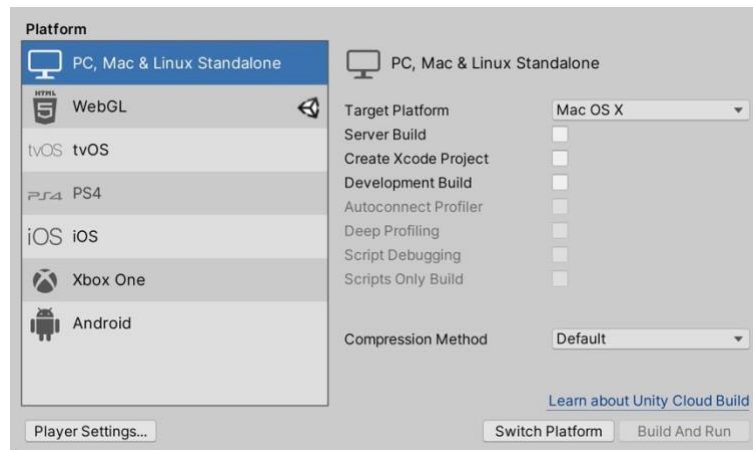 Platform
PC, Mac & Linux Standalone
HTML
5
WebGL
tvOS
tvOS
PS4
PS4
iOS
iOS
Xbox One
Android
PC, Mac & Linux Standalone
Target Platform Mac OS X
Server Build
Create Xcode Project
Development Build
Autoconnect Profiler
Deep Profiling
Script Debugging
Scripts Only Build
Compression Method Default
Learn about Unity Cloud Build
Player Settings... Switch Platform Build And Run